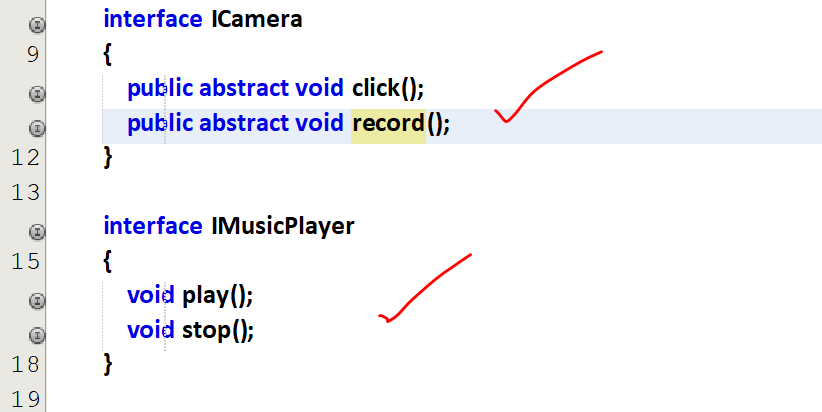 interface ICamera
9 {
public abstract void click();
public abstract void record();
12 }
13
interface IMusicPlayer
15 {
void play();
void stop();
18 }
19